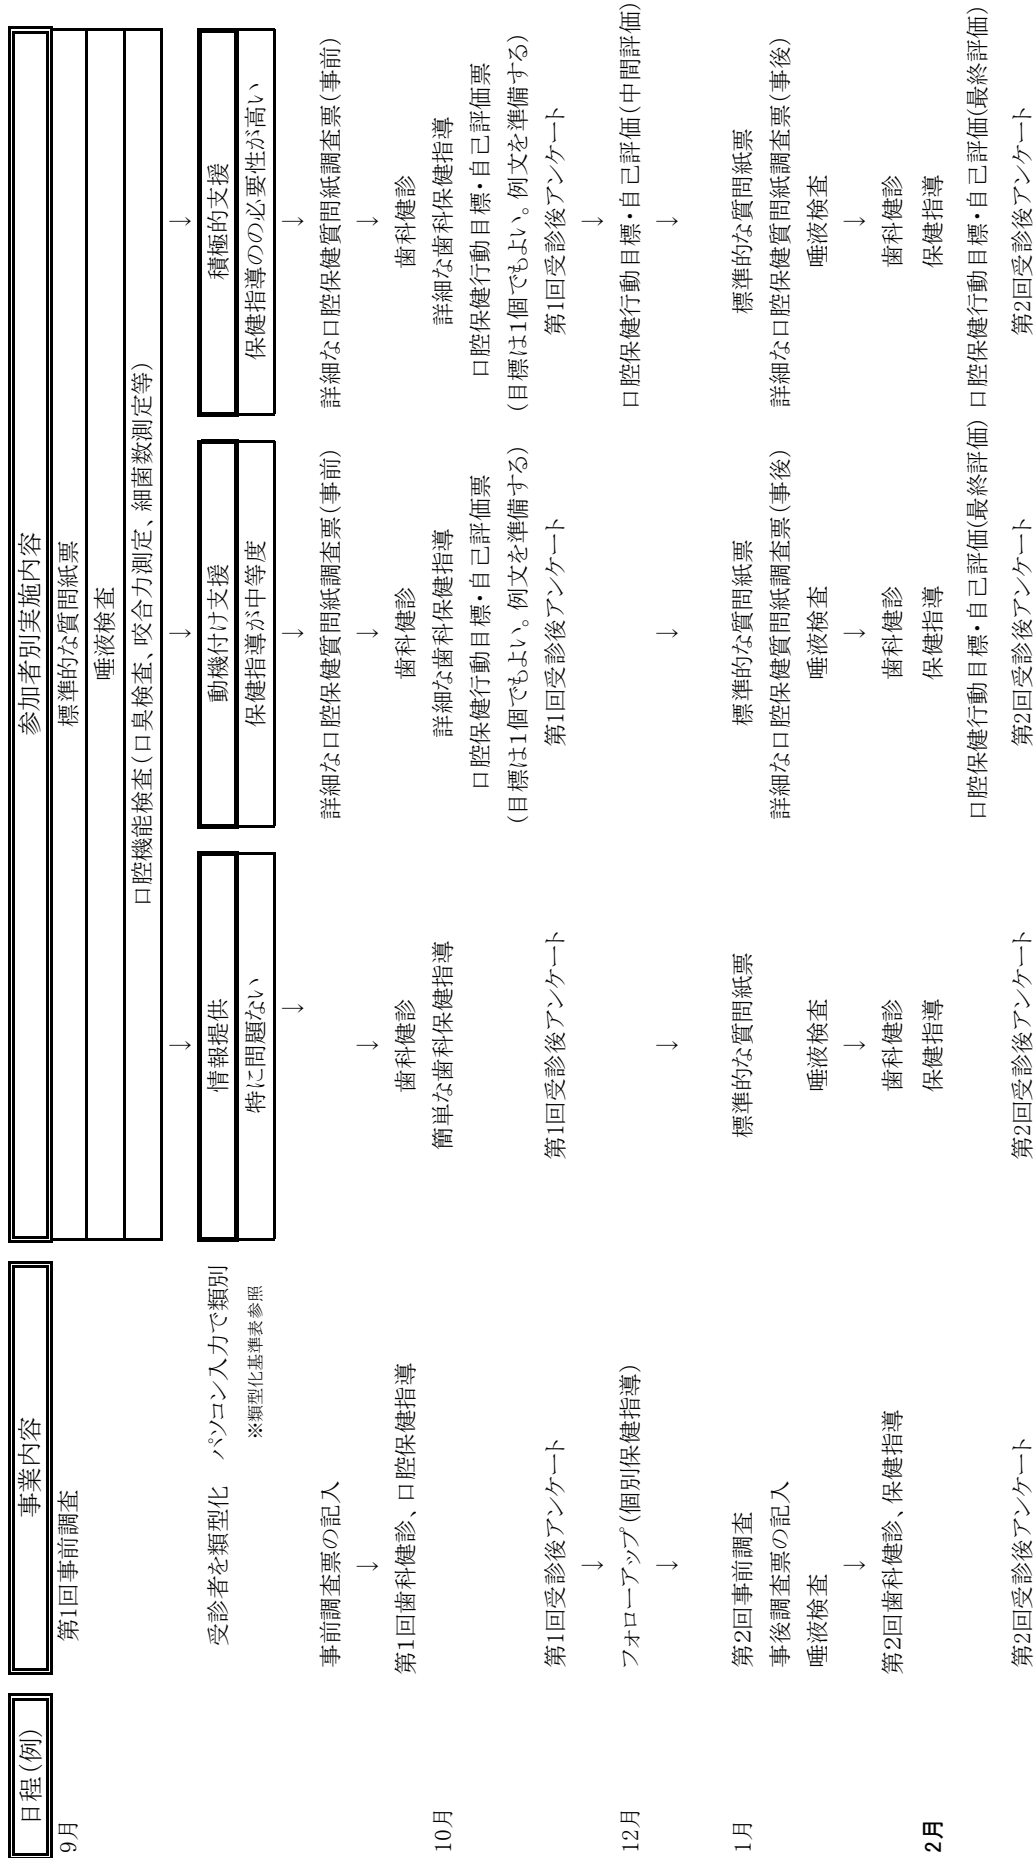 日程(例)　事業内容　参加者別実施内容
9月　第1回事前調査　標準的な質問紙票
唾液検査
口腔機能検査(口臭検査、咬合力測定、細菌数測定等)
↓　↓　↓
受診者を類型化　パソコン入力で類別　情報提供　動機付け支援　積極的支援
※類型化基準表参照　特に問題ない　保健指導が中等度　保健指導のの必要性が高い
↓　↓　↓
事前調査票の記入　詳細な口腔保健質問紙調査票(事前)　詳細な口腔保健質問紙調査票(事前)
↓　↓　↓　↓
第1回歯科健診、口腔保健指導　歯科健診　歯科健診　歯科健診
10月　簡単な歯科保健指導　詳細な歯科保健指導　詳細な歯科保健指導
口腔保健行動目標・自己評価票　口腔保健行動目標・自己評価票
(目標は1個でもよい。例文を準備する)　(目標は1個でもよい。例文を準備する)
第1回受診後アンケート　第1回受診後アンケート　第1回受診後アンケート　第1回受診後アンケート
↓　↓
12月　フォローアップ(個別保健指導)　口腔保健行動目標・自己評価(中間評価)
↓　↓　↓　↓
1月　第2回事前調査　標準的な質問紙票　標準的な質問紙票　標準的な質問紙票
事後調査票の記入　詳細な口腔保健質問紙調査票(事後)　詳細な口腔保健質問紙調査票(事後)
唾液検査　唾液検査　唾液検査　唾液検査
↓　↓　↓　↓
第2回歯科健診、保健指導　歯科健診　歯科健診　歯科健診
2月　保健指導　保健指導　保健指導
口腔保健行動目標・自己評価(最終評価)　口腔保健行動目標・自己評価(最終評価)
第2回受診後アンケート　第2回受診後アンケート　第2回受診後アンケート　第2回受診後アンケート